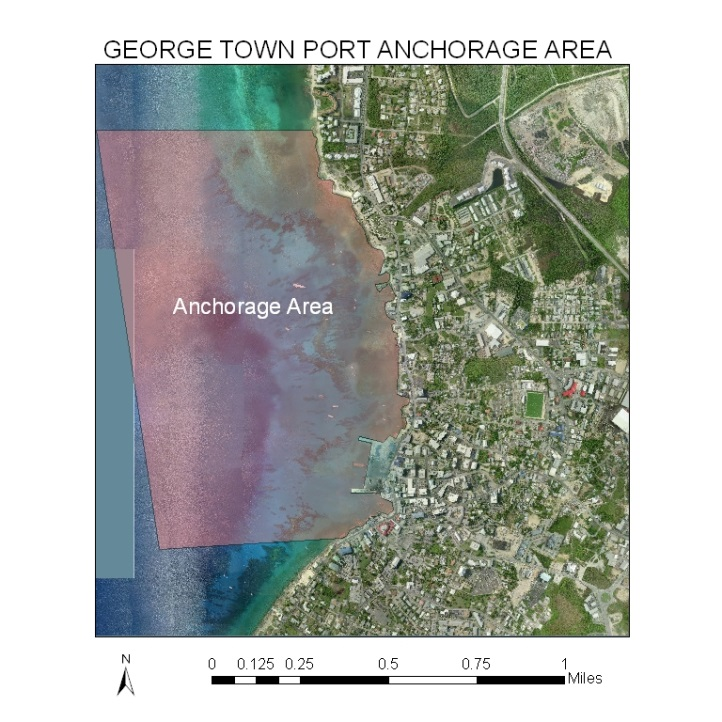 GEORGE TOWN PORT ANCHORAGE AREA
Anchorage Area
N
0 0.125 0.25 0.5 0.75 1
Miles